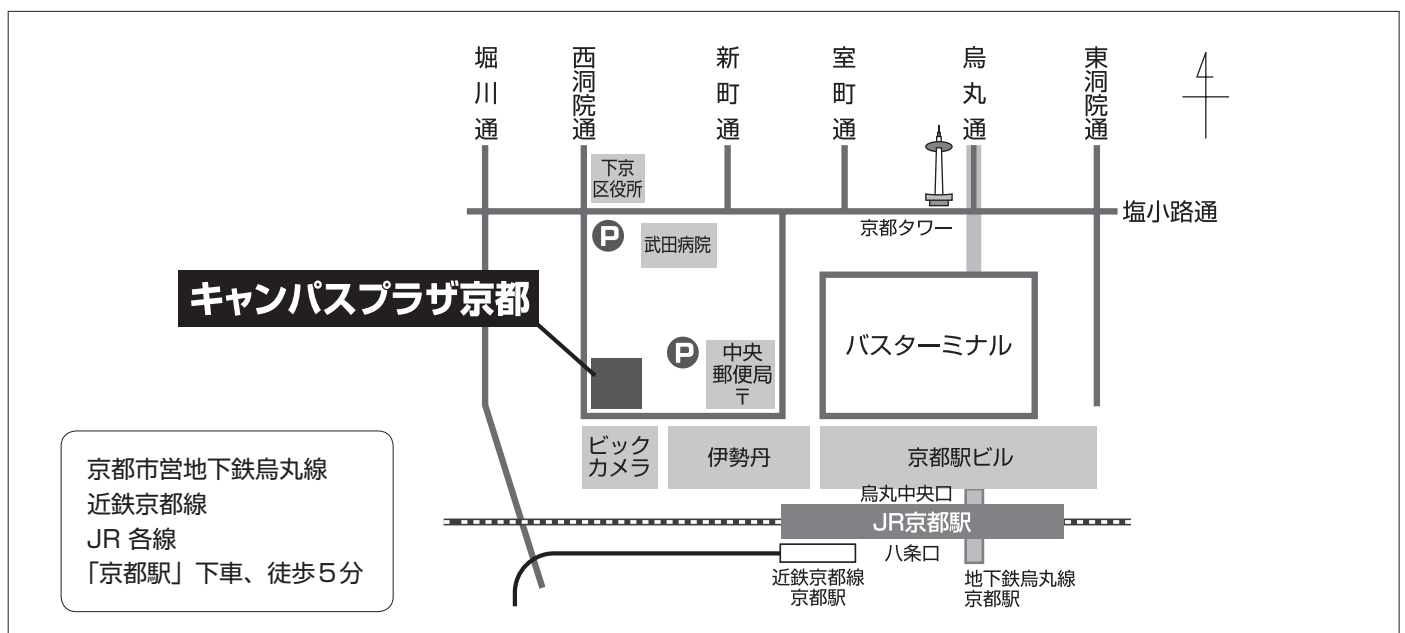 堀川通
西洞院通
新町通
室町通
烏丸通
東洞院通
下京
区役所
塩小路通
京都タワー
P
武田病院
キャンパスプラザ京都
バスターミナル
P
中央
郵便局
〒
ビック
カメラ
伊勢丹
京都駅ビル
烏丸中央口
JR京都駅
八条口
近鉄京都線
京都駅
地下鉄烏丸線
京都駅
京都市営地下鉄烏丸線
近鉄京都線
JR 各線
「京都駅」下車、徒歩5分